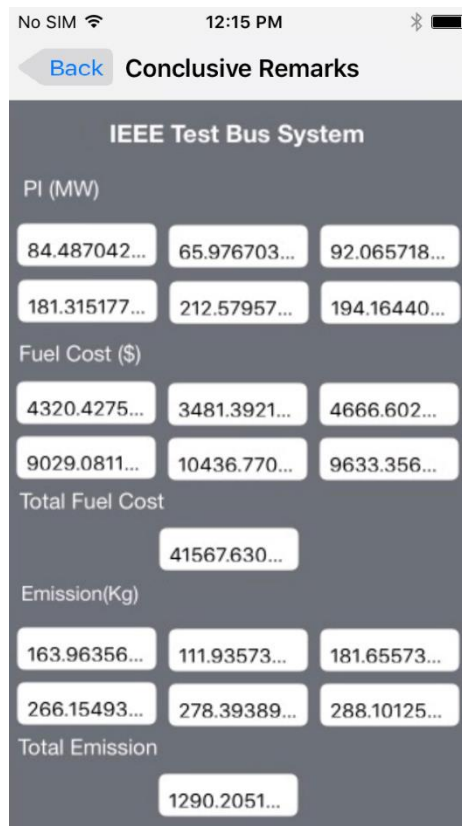 No SIM 12:15 PM
Back Conclusive Remarks
IEEE Test Bus System
PI (MW)
84.487042... 65.976703... 92.065718...
181.315177... 212.57957... 194.16440...
Fuel Cost ($)
4320.4275... 3481.3921... 4666.602...
9029.0811... 10436.770... 9633.356...
Total Fuel Cost
41567.630...
Emission(Kg)
163.96356... 111.93573... 181.65573...
266.15493... 278.39389... 288.10125...
Total Emission
1290.2051...